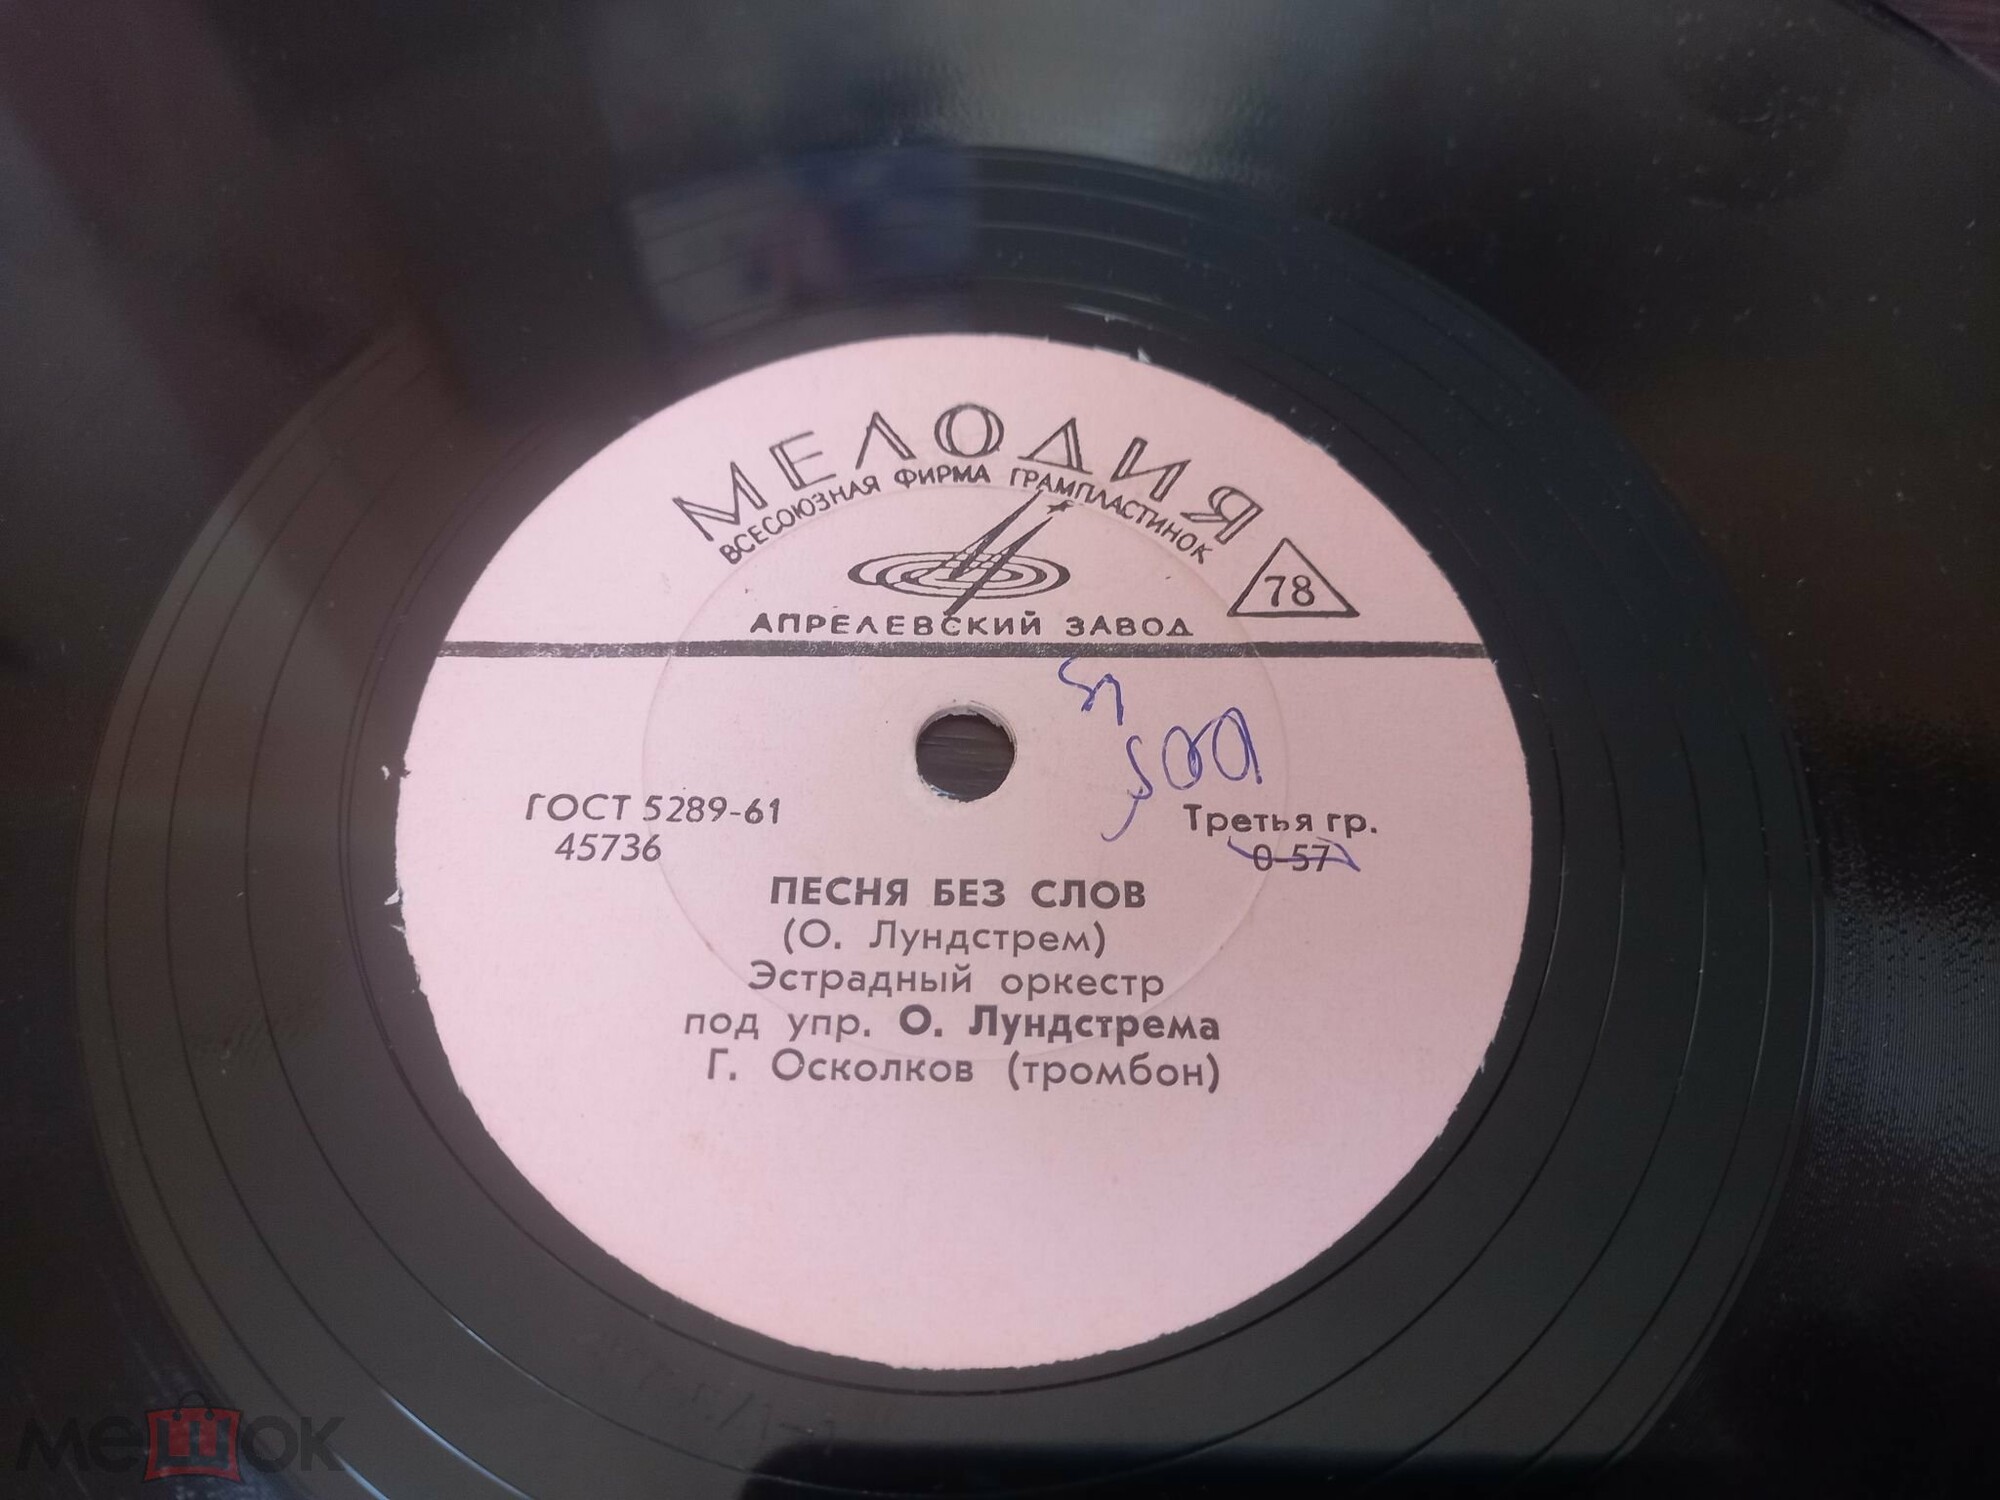 МЕЛОДИЯ
ВСЕСОЮЗНАЯ ФИРМА ГРАМПЛАСТИНОК
78
АПРЕЛЕВСКИЙ ЗАВОД
ГОСТ 5289-61
Третья гр.
45736
0-57
ПЕСНЯ БЕЗ СЛОВ
(О. Лундстрем)
Эстрадный оркестр
под упр. О. Лундстрема
Г. Осколков (тромбон)
мешок